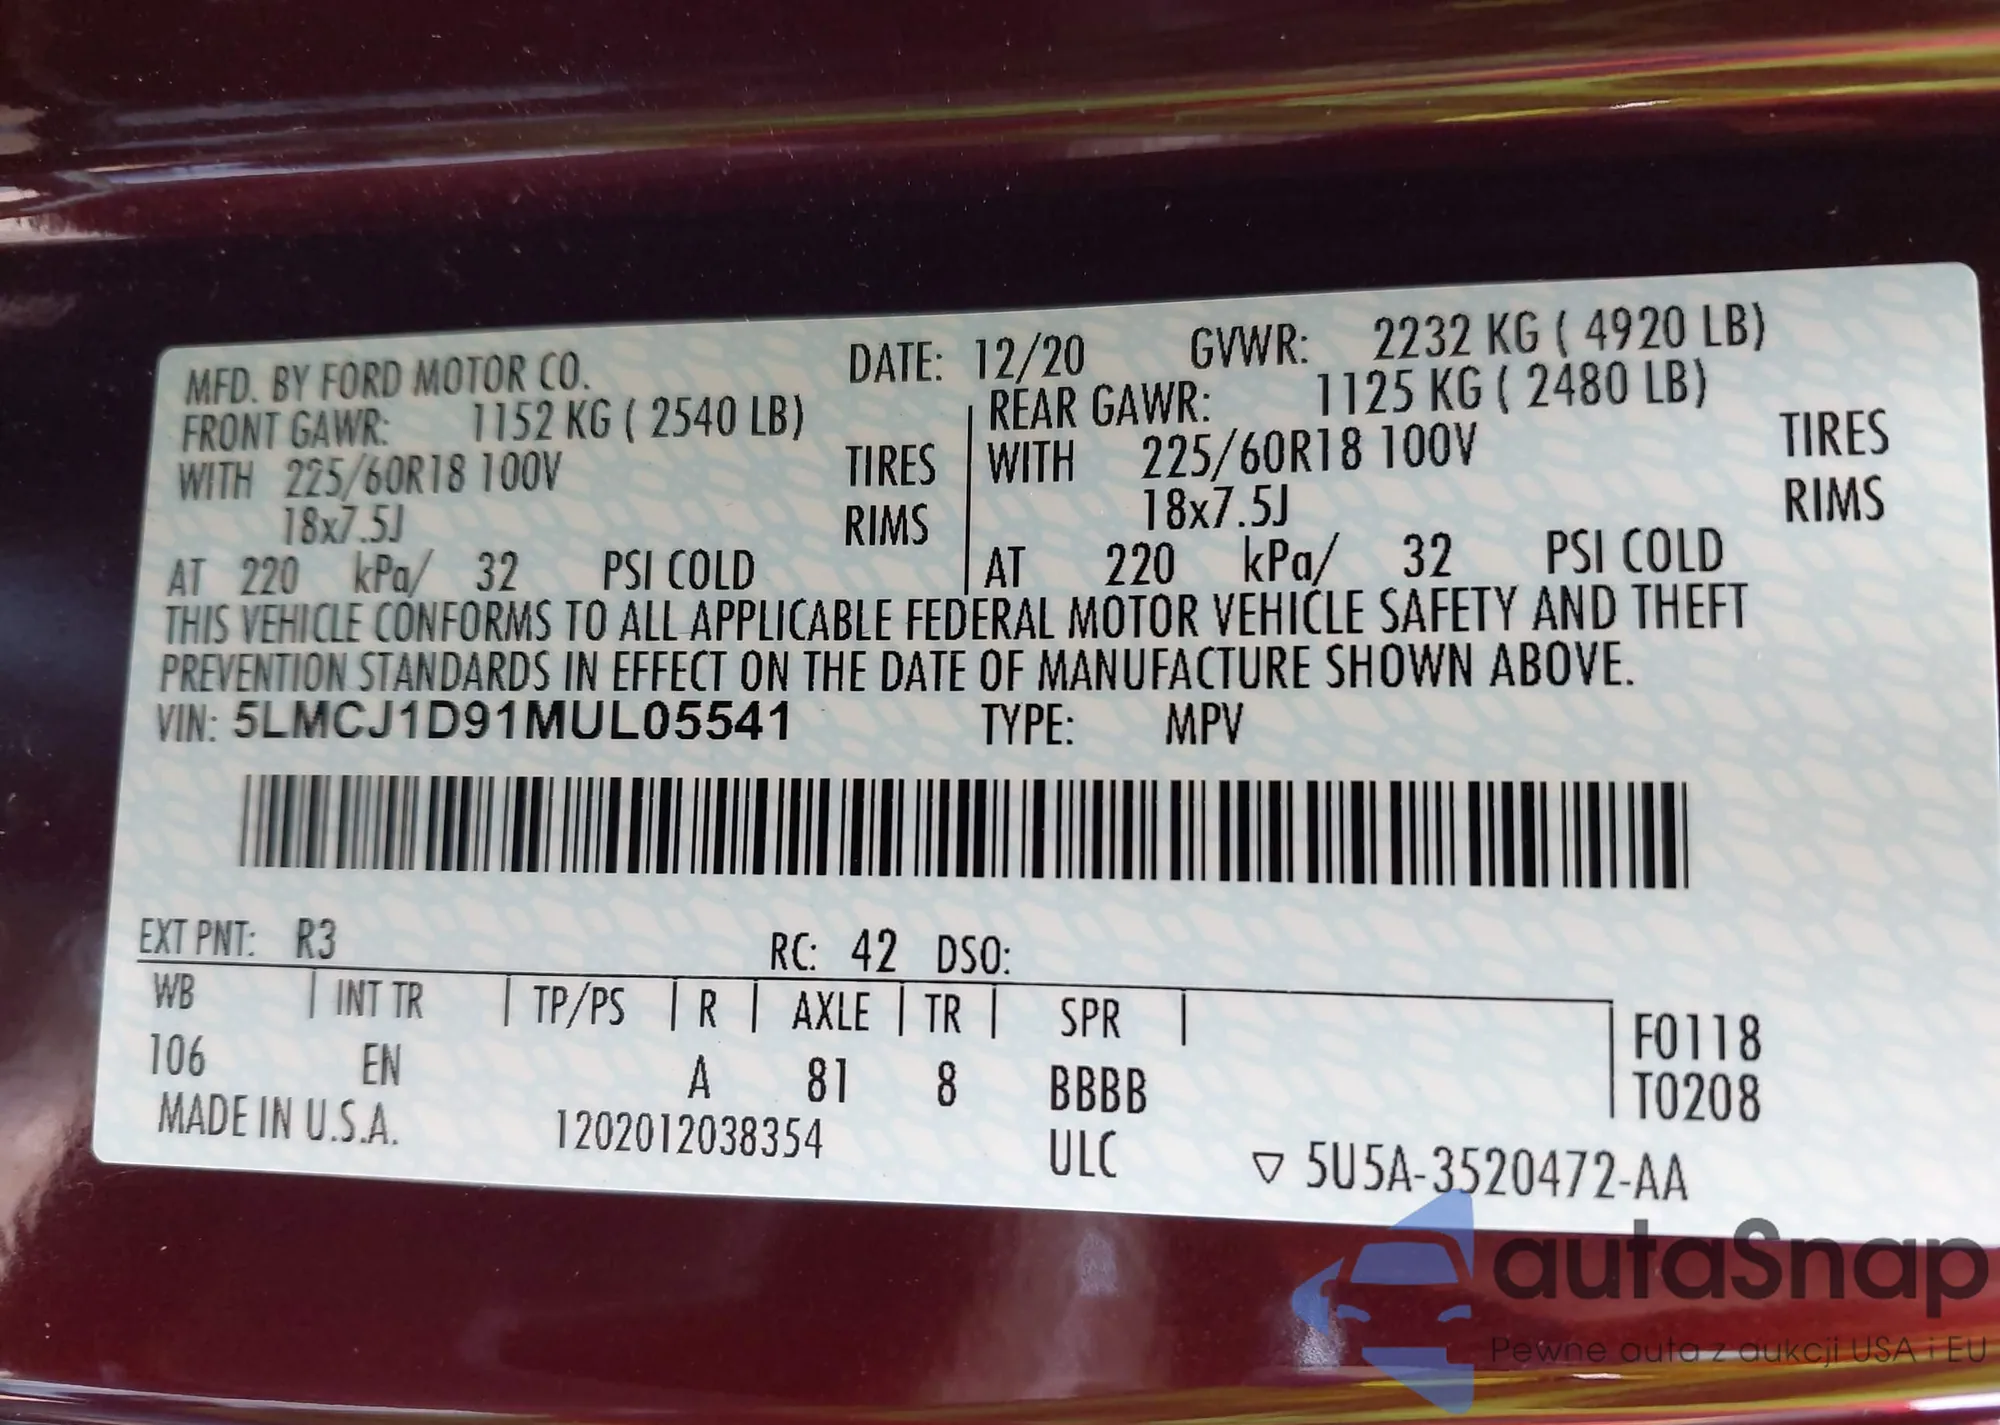 MFD. BY FORD MOTOR CO. DATE: 12/20 GVWR: 2232 KG ( 4920 LB)
FRONT GAWR: 1152 KG ( 2540 LB) REAR GAWR: 1125 KG ( 2480 LB)
WITH 225/60R18 100V TIRES WITH 225/60R18 100V TIRES
18x7.5J RIMS 18x7.5J RIMS
AT 220 kPa/ 32 PSI COLD AT 220 kPa/ 32 PSI COLD
THIS VEHICLE CONFORMS TO ALL APPLICABLE FEDERAL MOTOR VEHICLE SAFETY AND THEFT
PREVENTION STANDARDS IN EFFECT ON THE DATE OF MANUFACTURE SHOWN ABOVE.
VIN: 5LMCJ1D91MUL05541 TYPE: MPV
EXT PNT: R3 RC: 42 DSO:
WB | INT TR | TP/PS | R | AXLE | TR | SPR | F0118
106 EN A 81 8 BBBB T0208
MADE IN U.S.A. 1202012038354 ULC ▽ 5U5A-3520472-AA
autaSnap
Pewne auta z aukcji USA i EU